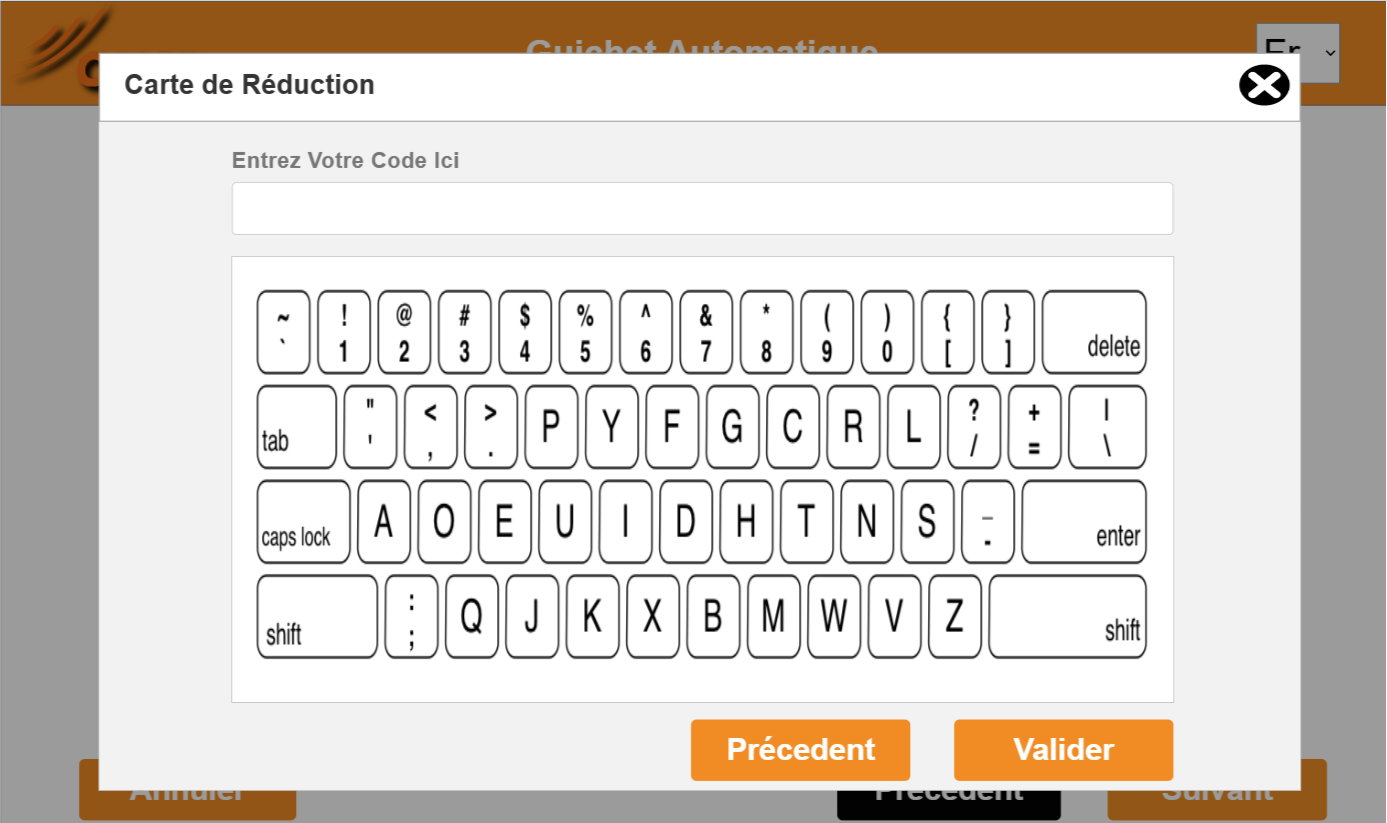 Guichet Automatique
Fr
Carte de Réduction
Entrez Votre Code Ici
~ ! @ # $ % ^ & * ( ) { }
` 1 2 3 4 5 6 7 8 9 0 [ ] delete
" < > P Y F G C R L ? + |
tab ' , . / = \
caps lock A O E U I D H T N S _ - enter
shift : ; Q J K X B M W V Z shift
Précedent Valider
Annuler Précedent Suivant